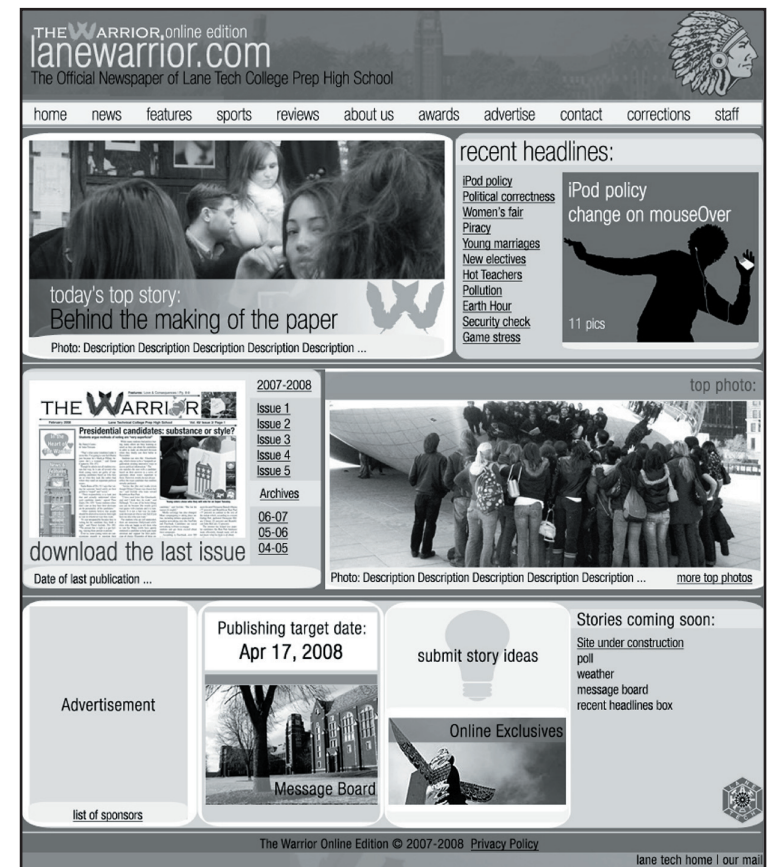 THE WARRIOR, online edition
lanewarrior.com
The Official Newspaper of Lane Tech College Prep High School
home news features sports reviews about us awards advertise contact corrections staff
today's top story:
Behind the making of the paper
Photo: Description Description Description Description Description ...
recent headlines:
iPod policy
Political correctness
Women's fair
Piracy
Young marriages
New electives
Hot Teachers
Pollution
Earth Hour
Security check
Game stress
iPod policy
change on mouseOver
11 pics
THE WARRIOR
Presidential candidates: substance or style?
download the last issue
Date of last publication ...
2007-2008
Issue 1
Issue 2
Issue 3
Issue 4
Issue 5
Archives
06-07
05-06
04-05
top photo:
Photo: Description Description Description Description Description ...
more top photos
Advertisement
list of sponsors
Publishing target date:
Apr 17, 2008
Message Board
submit story ideas
Online Exclusives
Stories coming soon:
Site under construction
poll
weather
message board
recent headlines box
The Warrior Online Edition © 2007-2008 Privacy Policy
lane tech home | our mai